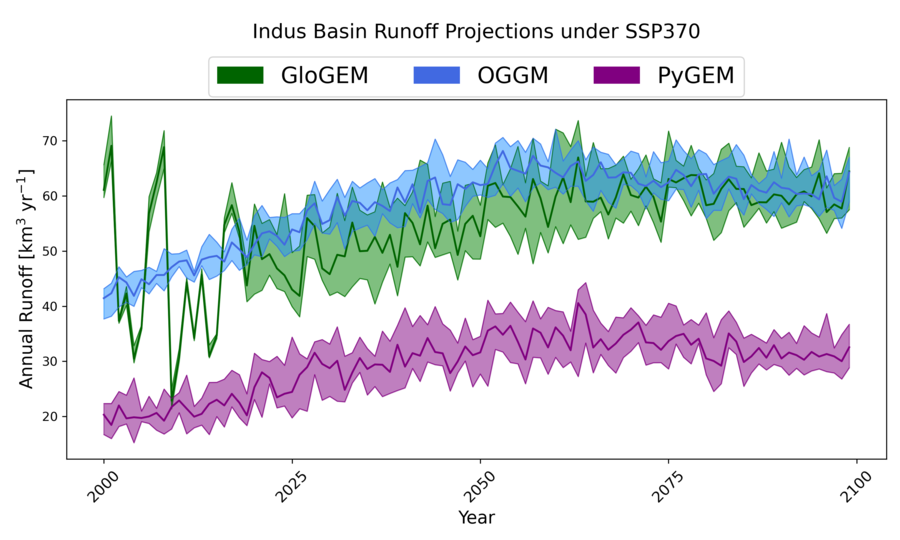 Indus Basin Runoff Projections under SSP370
GloGEM OGGM PyGEM
Annual Runoff [km³ yr⁻¹]
70
60
50
40
30
20
2000 2025 2050 2075 2100
Year